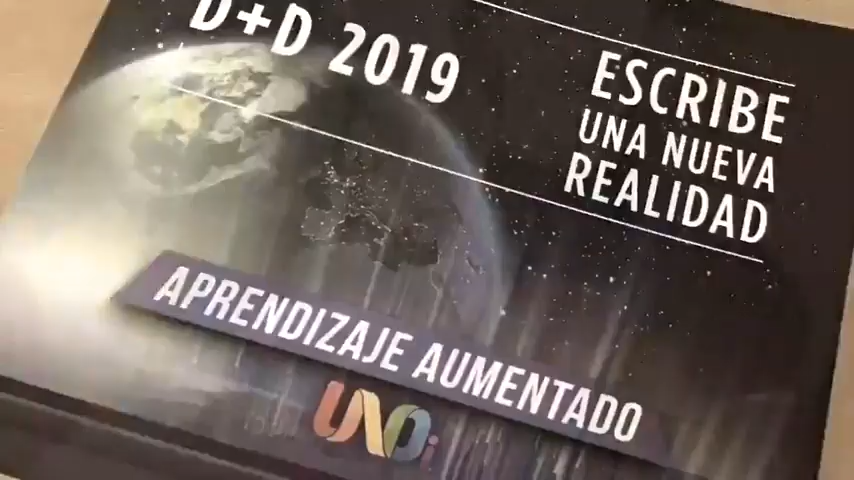 D+D 2019
ESCRIBE
UNA NUEVA
REALIDAD
APRENDIZAJE AUMENTADO
UNOi